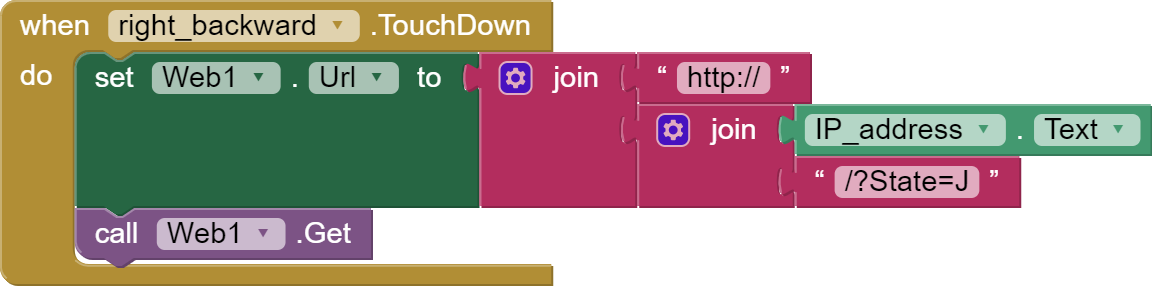 when right_backward .TouchDown
do set Web1 . Url to join “ http:// ”
join IP_address . Text
“ /?State=J ”
call Web1 .Get